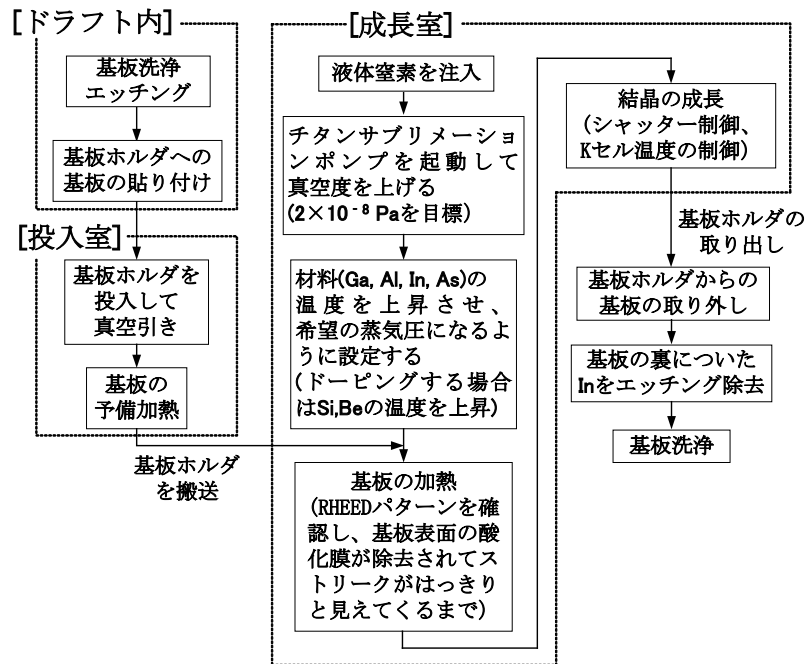 [ドラフト内]
基板洗浄
エッチング
基板ホルダへの
基板の貼り付け
[投入室]
基板ホルダを
投入して
真空引き
基板の
予備加熱
基板ホルダ
を搬送
[成長室]
液体窒素を注入
チタンサブリメーショ
ンポンプを起動して
真空度を上げる
(2×10⁻⁸ Paを目標)
材料(Ga, Al, In, As)の
温度を上昇させ、
希望の蒸気圧になるよ
うに設定する
(ドーピングする場合
はSi,Beの温度を上昇)
基板の加熱
(RHEEDパターンを確
認し、基板表面の酸
化膜が除去されてス
トリークがはっきり
と見えてくるまで)
結晶の成長
(シャッター制御、
Kセル温度の制御)
基板ホルダの
取り出し
基板ホルダからの
基板の取り外し
基板の裏についた
Inをエッチング除去
基板洗浄